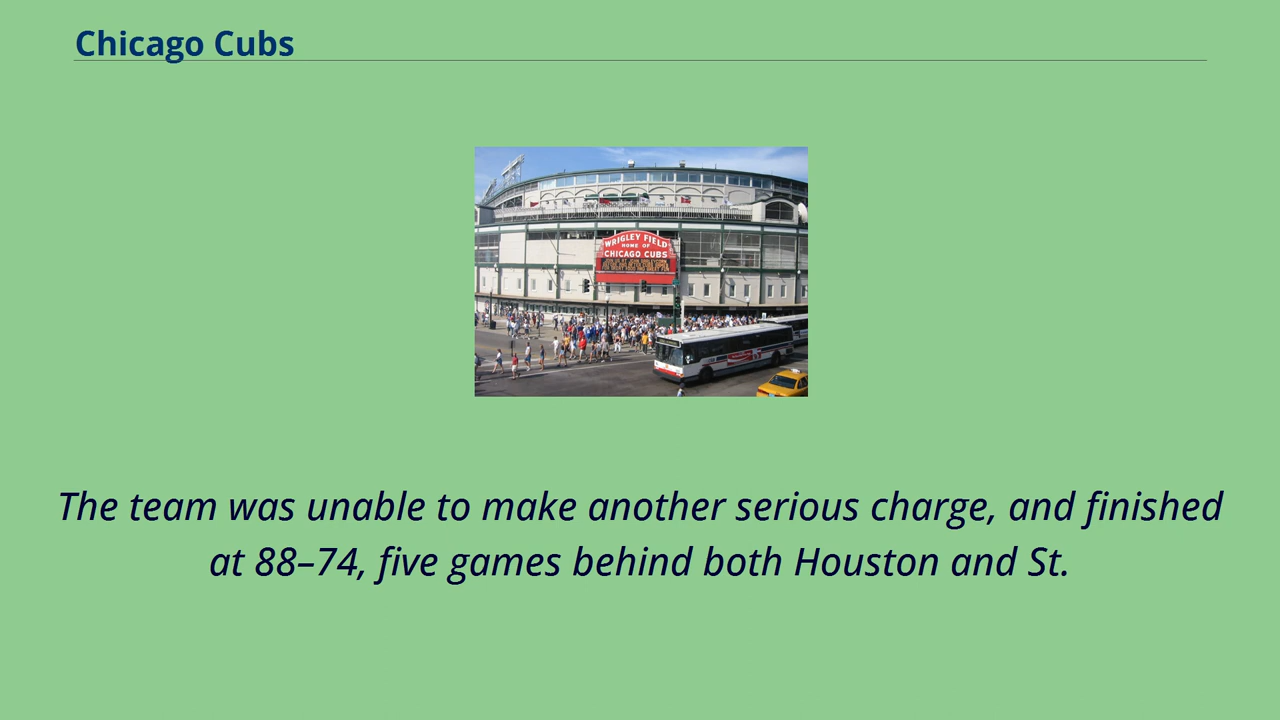 Chicago Cubs
WRIGLEY FIELD
HOME OF
CHICAGO CUBS
The team was unable to make another serious charge, and finished
at 88–74, five games behind both Houston and St.